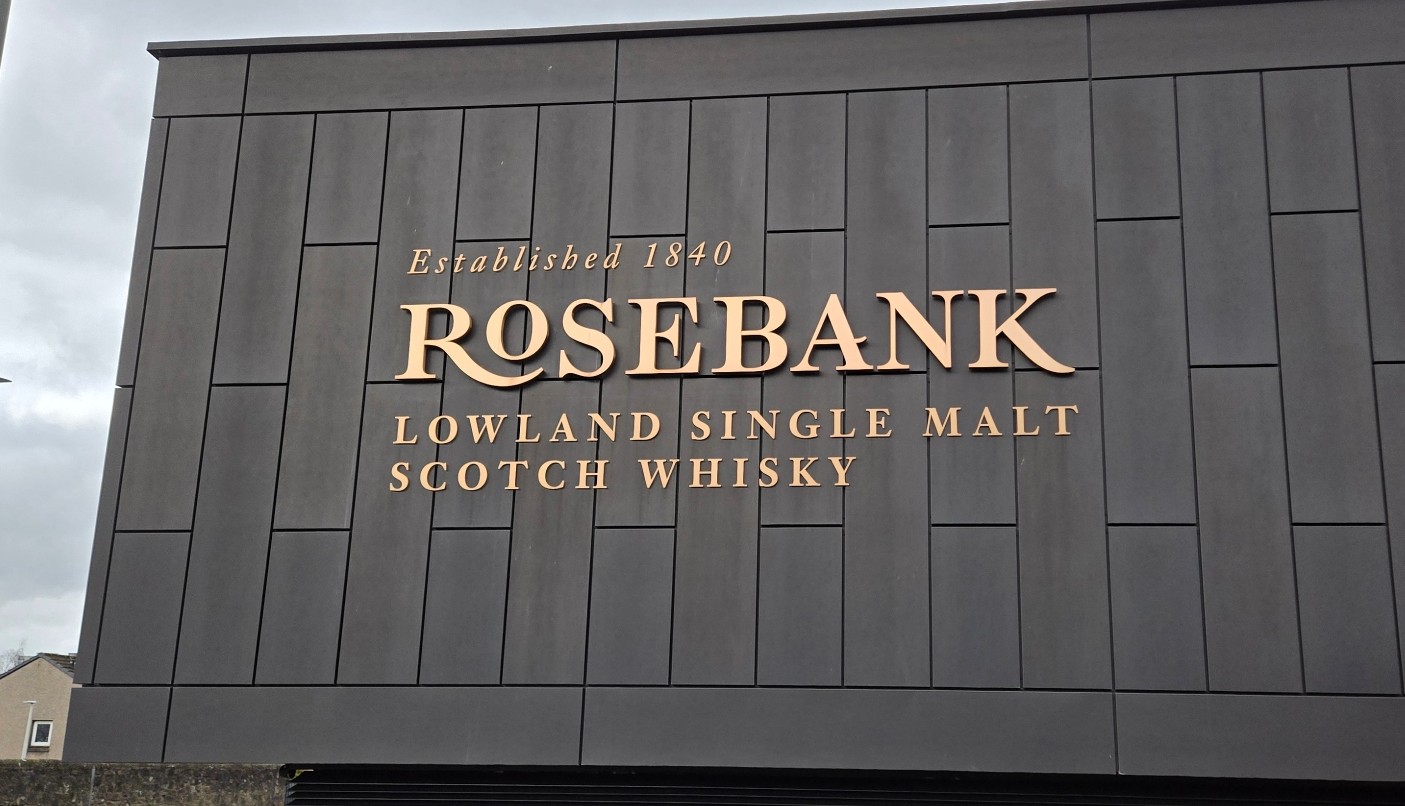 Established 1840
ROSEBANK
LOWLAND SINGLE MALT
SCOTCH WHISKY